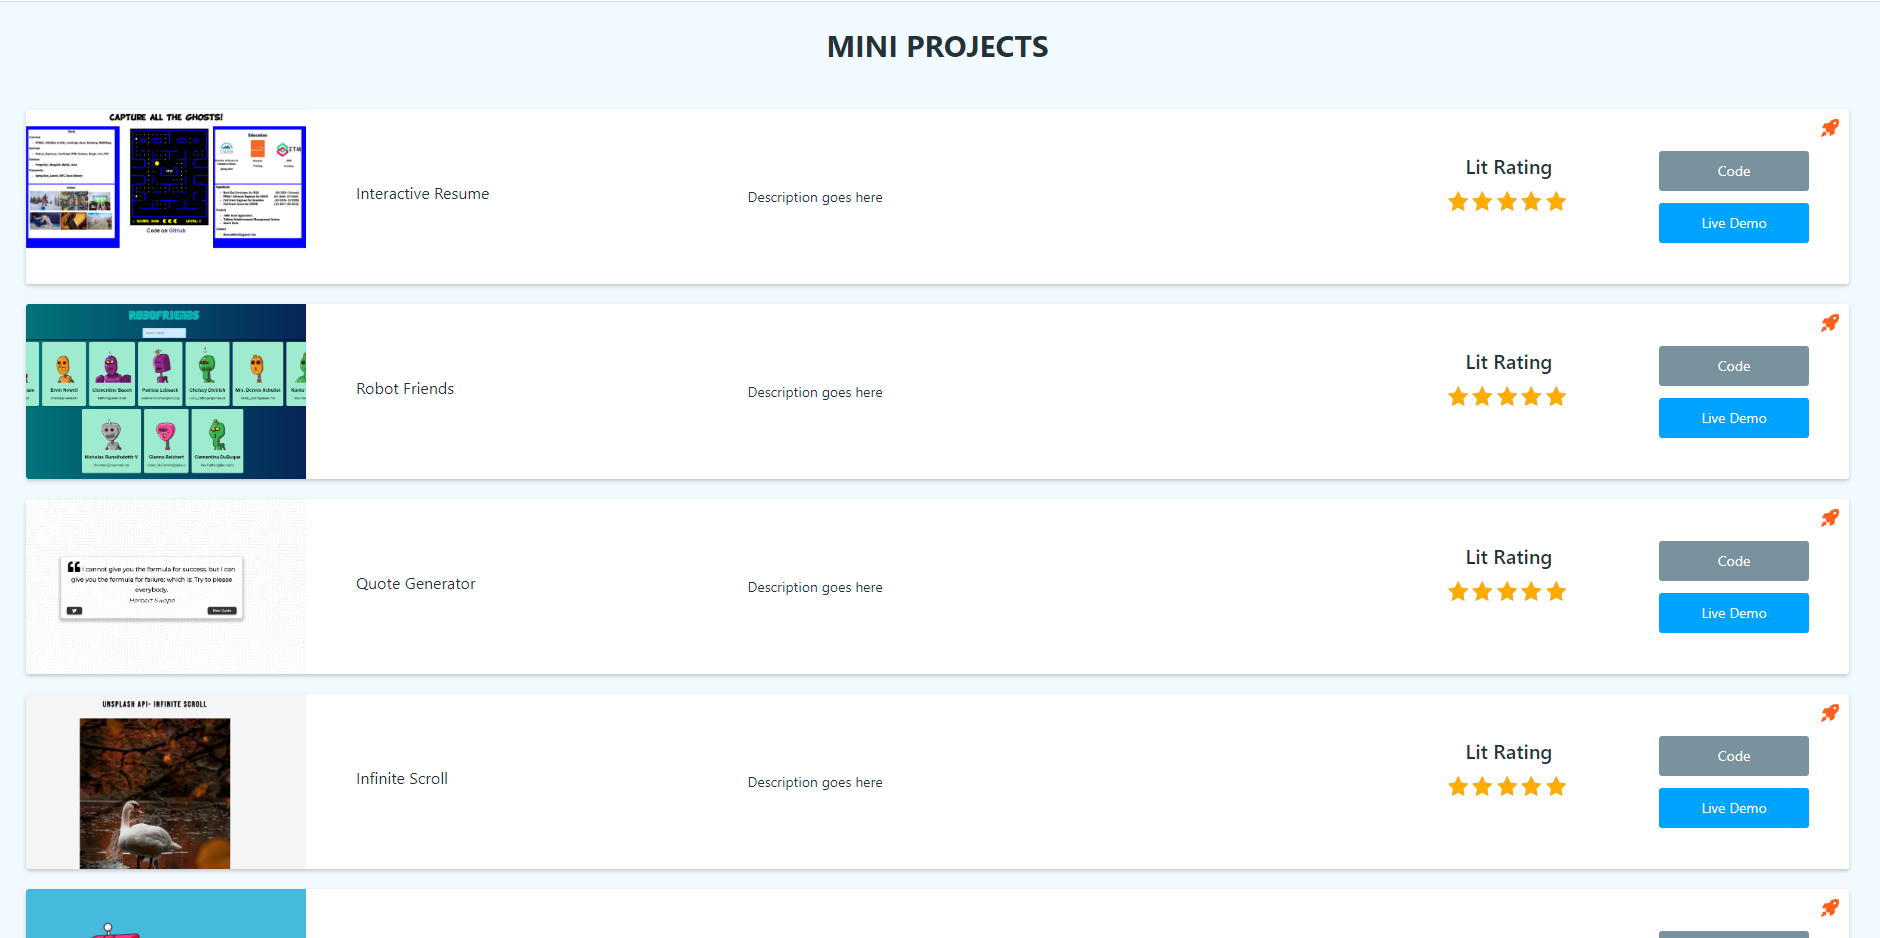 MINI PROJECTS
CAPTURE ALL THE GHOSTS!
Education
Code on Github
Interactive Resume
Description goes here
Lit Rating
Code
Live Demo
ROBOFRIENDS
Ervin Howell
Clementine Bauch
Patricia Lebsack
Chelsey Dietrich
Mrs. Dennis Schulist
Nicholas Runolfsdottir V
Glenna Reichert
Clementina DuBuque
Robot Friends
Description goes here
Lit Rating
Code
Live Demo
I cannot give you the formula for success, but I can
give you the formula for failure: which is: Try to please
everybody.
Herbert Swope
New Quote
Quote Generator
Description goes here
Lit Rating
Code
Live Demo
UNSPLASH API- INFINITE SCROLL
Infinite Scroll
Description goes here
Lit Rating
Code
Live Demo